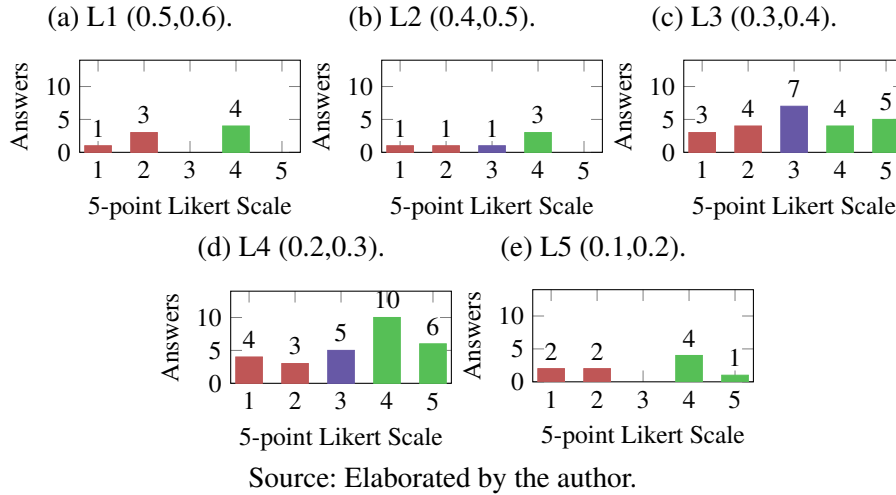 (a) L1 (0.5,0.6).
(b) L2 (0.4,0.5).
(c) L3 (0.3,0.4).
Answers
10
5
0
1
3
4
1 2 3 4 5
5-point Likert Scale
Answers
10
5
0
1
1
1
3
1 2 3 4 5
5-point Likert Scale
Answers
10
5
0
3
4
7
4
5
1 2 3 4 5
5-point Likert Scale
(d) L4 (0.2,0.3).
(e) L5 (0.1,0.2).
Answers
10
5
0
4
3
5
10
6
1 2 3 4 5
5-point Likert Scale
Answers
10
5
0
2
2
4
1
1 2 3 4 5
5-point Likert Scale
Source: Elaborated by the author.